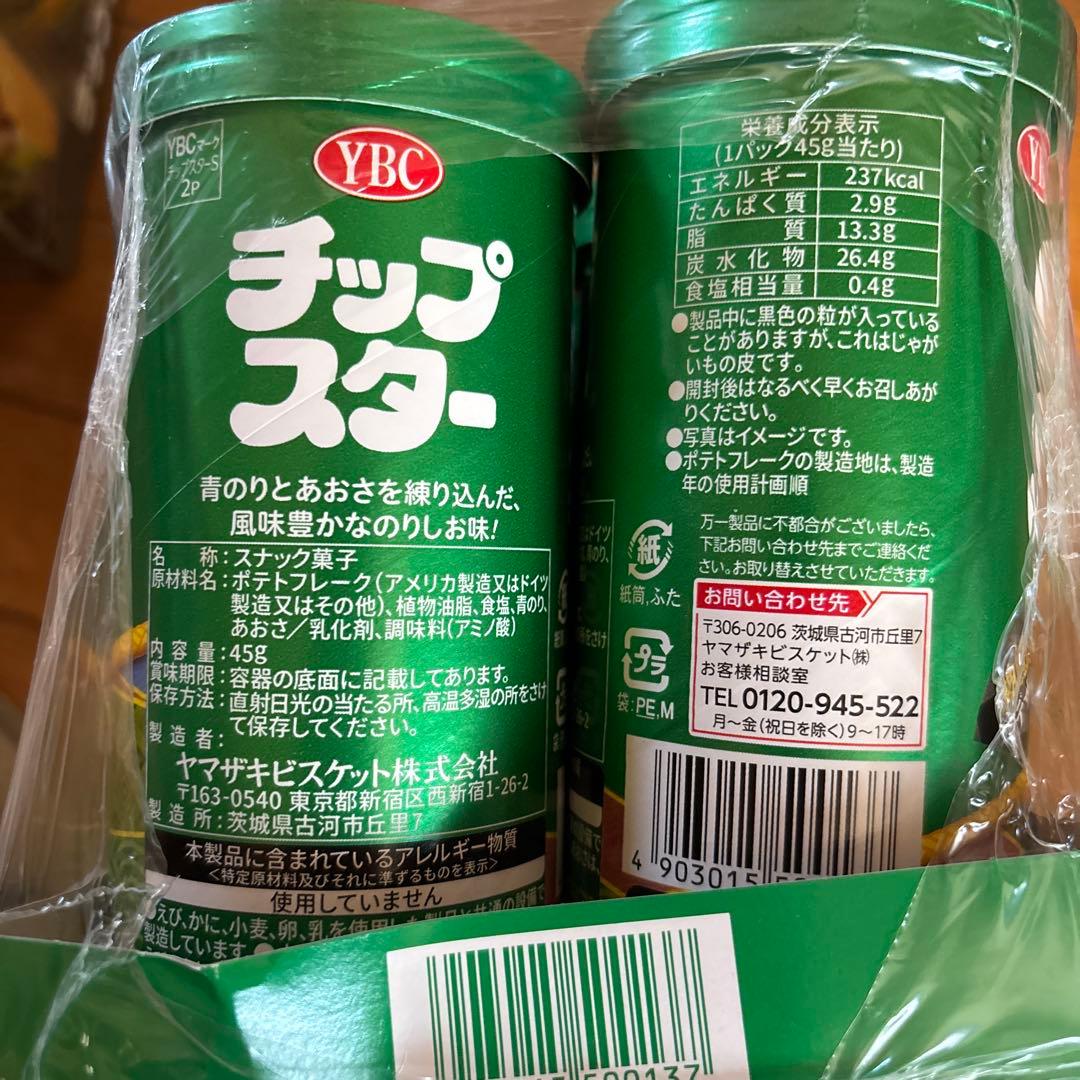 YBCマーク
チップスターS
2P
YBC
チップ
スター
青のりとあおさを練り込んだ、
風味豊かなのりしお味!
名 称:スナック菓子
原材料名:ポテトフレーク(アメリカ製造又はドイツ
製造又はその他)、植物油脂、食塩、青のり、
あおさ/乳化剤、調味料(アミノ酸)
内容量:45g
賞味期限:容器の底面に記載してあります。
保存方法:直射日光の当たる所、高温多湿の所をさけ
て保存してください。
製造者:
ヤマザキビスケット株式会社
〒163-0540 東京都新宿区西新宿1-26-2
製造所:茨城県古河市丘里7
本製品に含まれているアレルギー物質
<特定原材料及びそれに準ずるものを表示>
使用していません
●えび、かに、小麦、卵、乳を使用した製品と共通の設備で
製造しています。
栄養成分表示
(1パック45g当たり)
エネルギー 237kcal
たんぱく質 2.9g
脂質 13.3g
炭水化物 26.4g
食塩相当量 0.4g
●製品中に黒色の粒が入っている
ことがありますが、これはじゃが
いもの皮です。
●開封後はなるべく早くお召しあが
りください。
●写真はイメージです。
●ポテトフレークの製造地は、製造
年の使用計画順
万一製品に不都合がございましたら、
下記お問い合わせ先までご連絡くだ
さい。お取り替えさせていただきます。
紙
紙筒,ふた
プラ
袋:PE,M
お問い合わせ先
〒306-0206 茨城県古河市丘里7
ヤマザキビスケット㈱
お客様相談室
TEL 0120-945-522
月~金(祝日を除く)9~17時
4 903015
500137